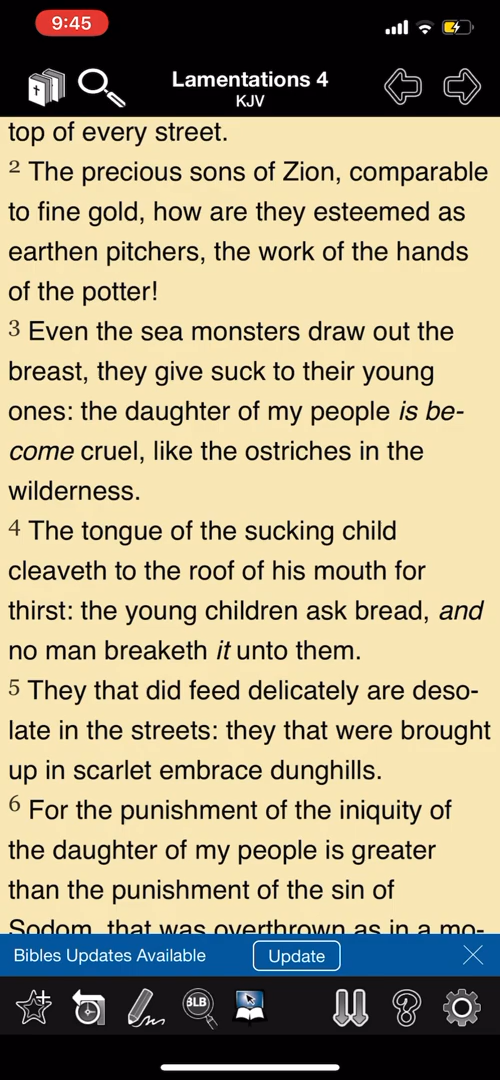 9:45
Lamentations 4
KJV
top of every street.
2 The precious sons of Zion, comparable
to fine gold, how are they esteemed as
earthen pitchers, the work of the hands
of the potter!
3 Even the sea monsters draw out the
breast, they give suck to their young
ones: the daughter of my people is be-
come cruel, like the ostriches in the
wilderness.
4 The tongue of the sucking child
cleaveth to the roof of his mouth for
thirst: the young children ask bread, and
no man breaketh it unto them.
5 They that did feed delicately are deso-
late in the streets: they that were brought
up in scarlet embrace dunghills.
6 For the punishment of the iniquity of
the daughter of my people is greater
than the punishment of the sin of
Sodom, that was overthrown as in a mo-
Bibles Updates Available
Update
BLB